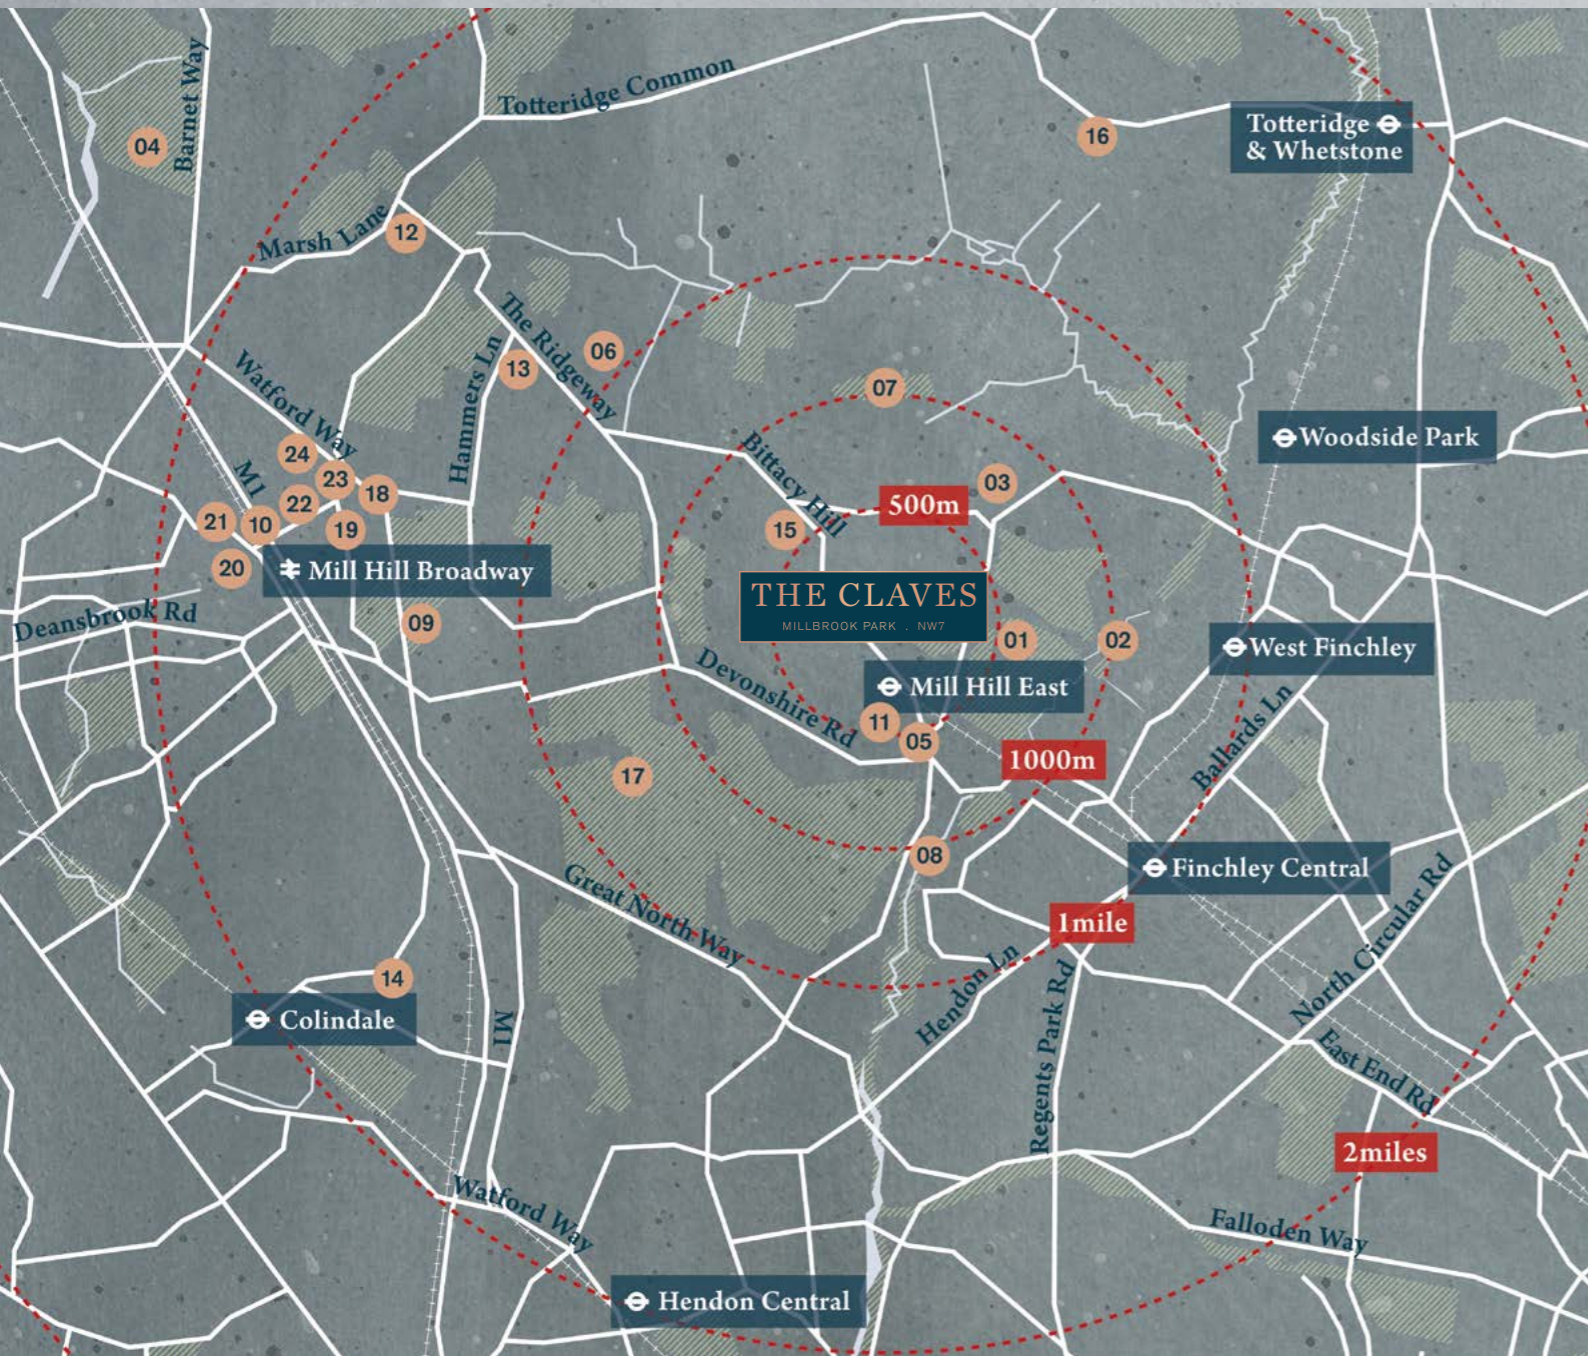 Totteridge Common
Barnet Way
Totteridge
& Whetstone
04
16
Marsh Lane
12
The Ridgeway
06
13
Hammers Ln
Watford Way
07
Woodside Park
Bittacy Hill
24
M1
23
18
22
21
10
19
20
03
500m
15
Mill Hill Broadway
THE CLAVES
MILLBROOK PARK . NW7
Deansbrook Rd
09
01
02
West Finchley
Mill Hill East
Devonshire Rd
11
05
Ballards Ln
1000m
17
08
Finchley Central
Great North Way
1mile
North Circular Rd
Hendon Ln
14
Colindale
M1
Regents Park Rd
East End Rd
2miles
Watford Way
Falloden Way
Hendon Central